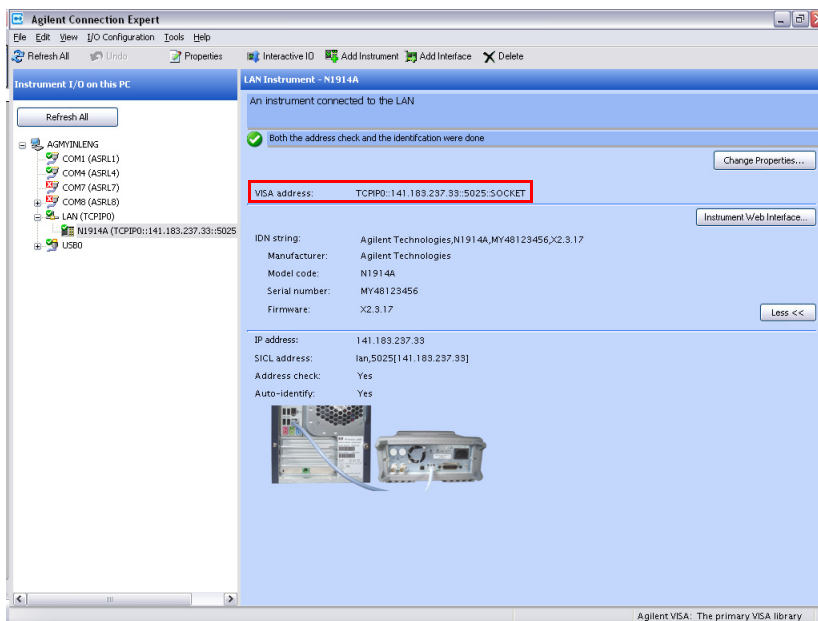 Agilent Connection Expert
File Edit View I/O Configuration Tools Help
Refresh All Undo Properties Interactive IO Add Instrument Add Interface Delete
Instrument I/O on this PC
Refresh All
AGMYINLENG
COM1 (ASRL1)
COM4 (ASRL4)
COM7 (ASRL7)
COM8 (ASRL8)
LAN (TCPIP0)
N1914A (TCPIP0::141.183.237.33::5025
USB0
LAN Instrument - N1914A
An instrument connected to the LAN
Both the address check and the identifcation were done
Change Properties...
VISA address: TCPIP0::141.183.237.33::5025::SOCKET
Instrument Web Interface...
IDN string: Agilent Technologies,N1914A,MY48123456,X2.3.17
Manufacturer: Agilent Technologies
Model code: N1914A
Serial number: MY48123456
Firmware: X2.3.17
Less <<
IP address: 141.183.237.33
SICL address: lan,5025[141.183.237.33]
Address check: Yes
Auto-identify: Yes
Agilent VISA: The primary VISA library